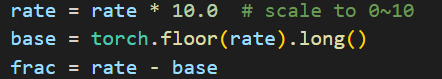 rate = rate * 10.0  # scale to 0~10
base = torch.floor(rate).long()
frac = rate - base